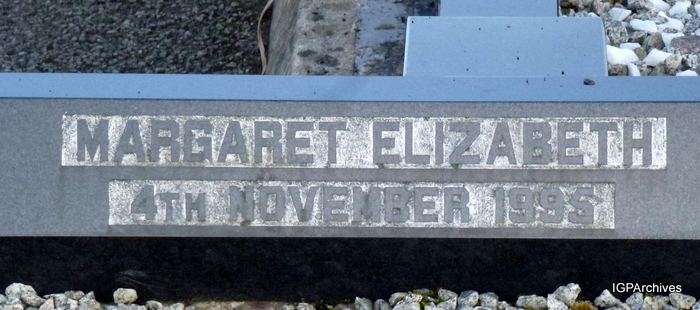 MARGARET ELIZABETH
4TH NOVEMBER 1995
IGPArchives